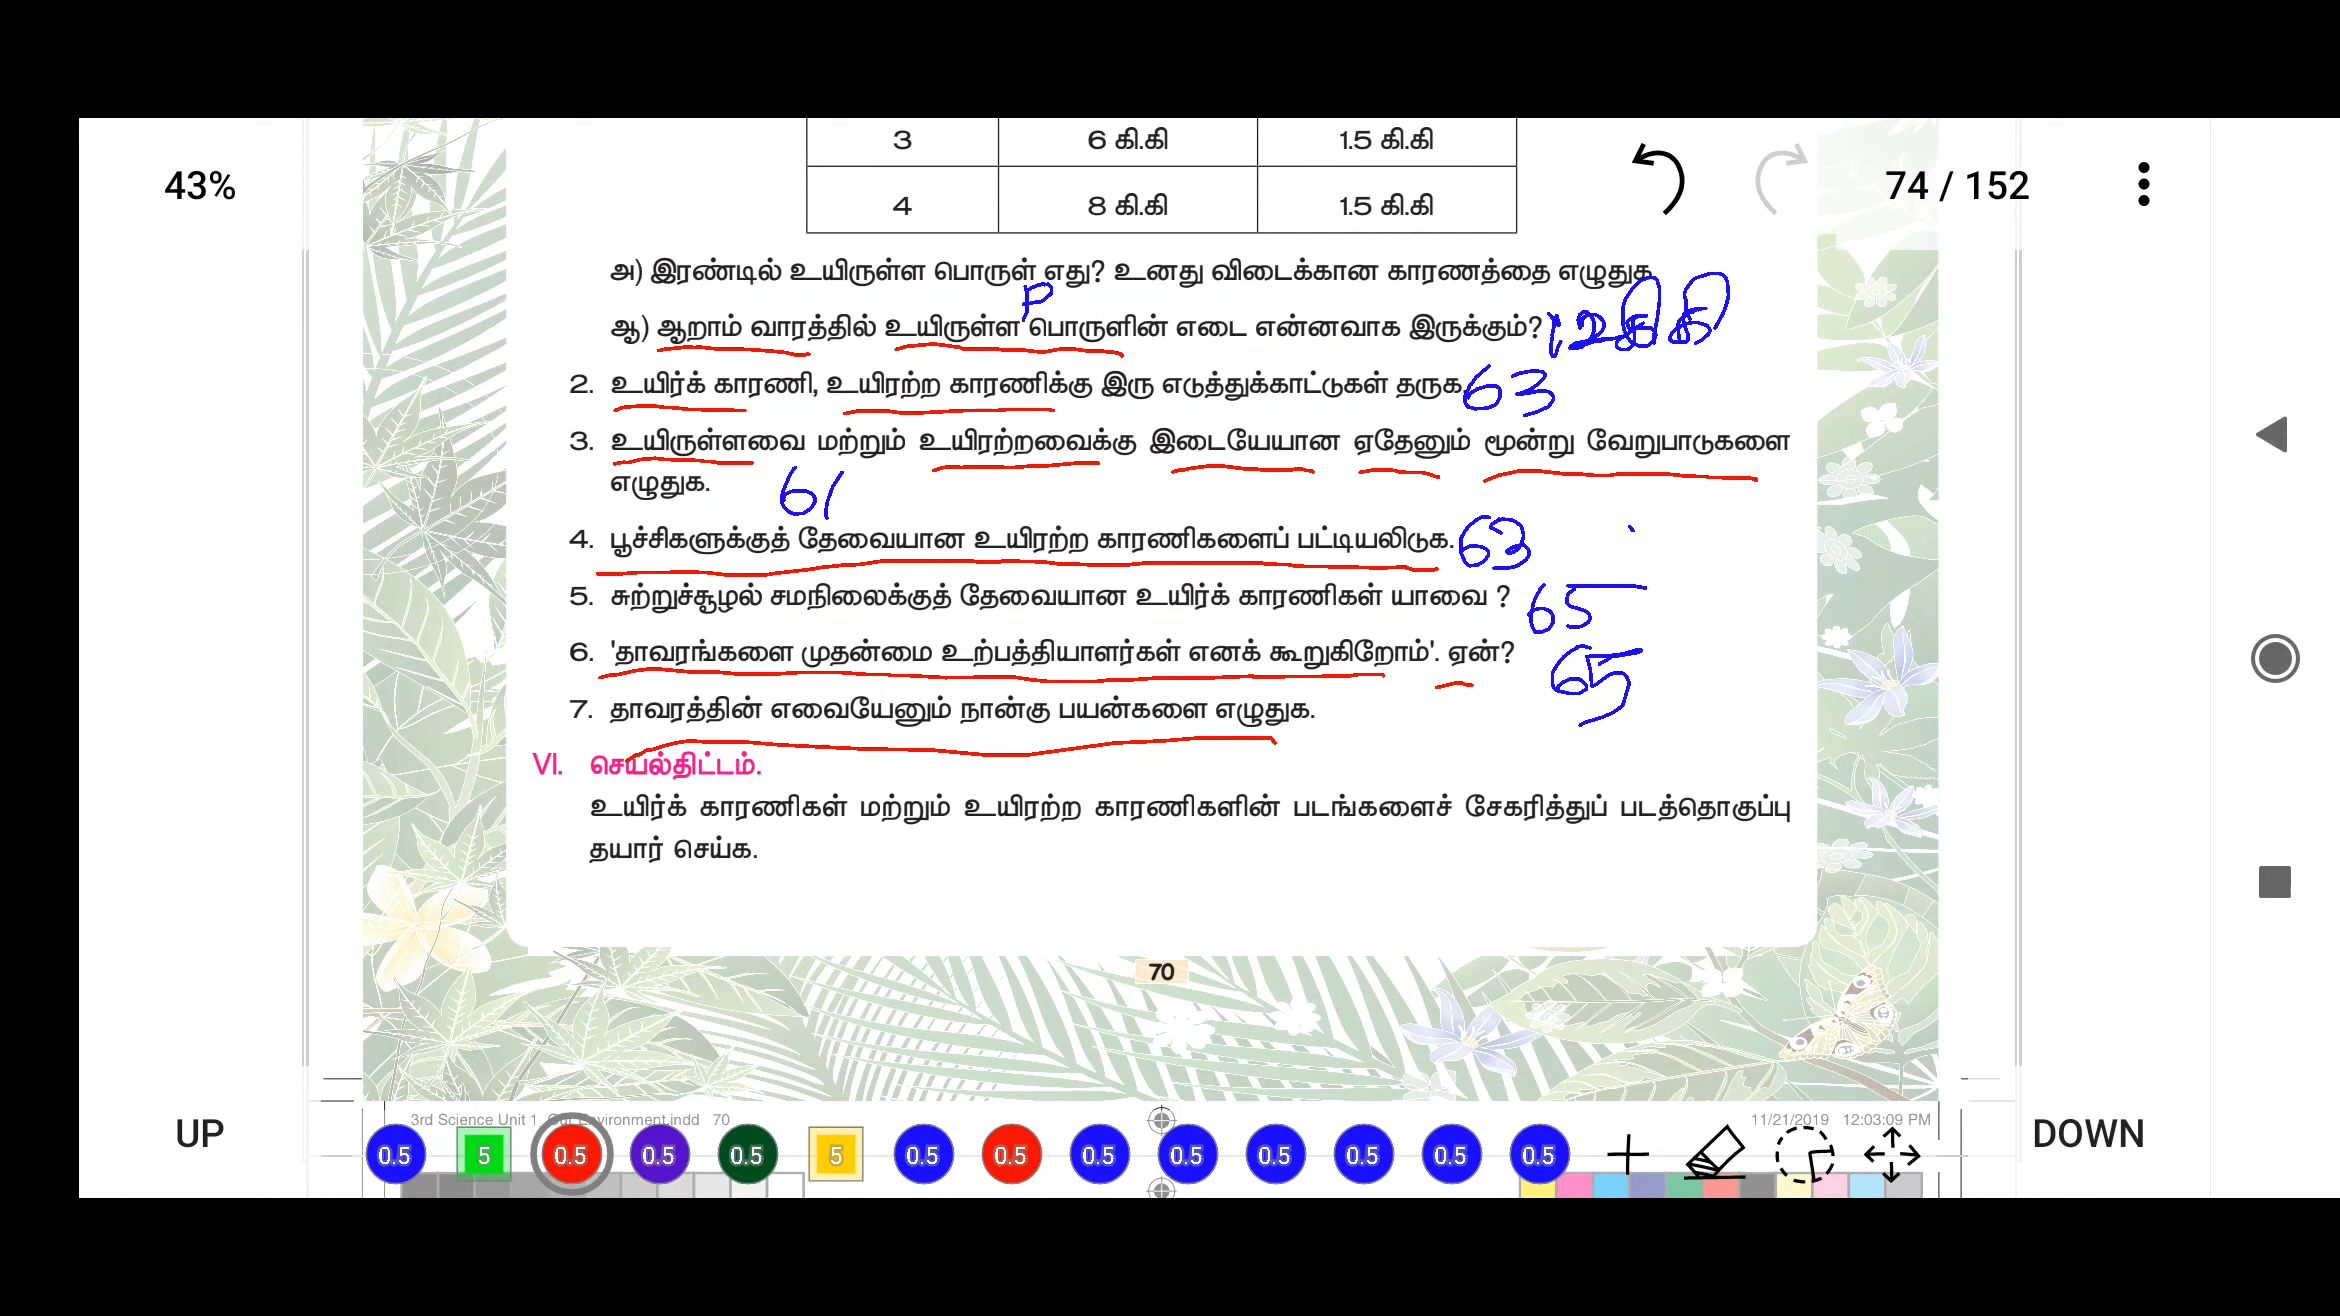 3 6 கி.கி 1.5 கி.கி
43% 74 / 152
4 8 கி.கி 1.5 கி.கி
அ) இரண்டில் உயிருள்ள பொருள் எது? உனது விடைக்கான காரணத்தை எழுதுக.
P
ஆ) ஆறாம் வாரத்தில் உயிருள்ள பொருளின் எடை என்னவாக இருக்கும்? 12 கி கி
2. உயிர்க் காரணி, உயிரற்ற காரணிக்கு இரு எடுத்துக்காட்டுகள் தருக. 63
3. உயிருள்ளவை மற்றும் உயிரற்றவைக்கு இடையேயான ஏதேனும் மூன்று வேறுபாடுகளை
எழுதுக. 61
4. பூச்சிகளுக்குத் தேவையான உயிரற்ற காரணிகளைப் பட்டியலிடுக. 63
5. சுற்றுச்சூழல் சமநிலைக்குத் தேவையான உயிர்க் காரணிகள் யாவை ? 65
6. 'தாவரங்களை முதன்மை உற்பத்தியாளர்கள் எனக் கூறுகிறோம்'. ஏன்? 65
7. தாவரத்தின் எவையேனும் நான்கு பயன்களை எழுதுக.
VI. செயல்திட்டம்.
உயிர்க் காரணிகள் மற்றும் உயிரற்ற காரணிகளின் படங்களைச் சேகரித்துப் படத்தொகுப்பு
தயார் செய்க.
70
3rd Science Unit 1 Our Environment.indd 70 11/21/2019 12:03:09 PM
UP DOWN
0.5 5 0.5 0.5 0.5 5 0.5 0.5 0.5 0.5 0.5 0.5 0.5 0.5